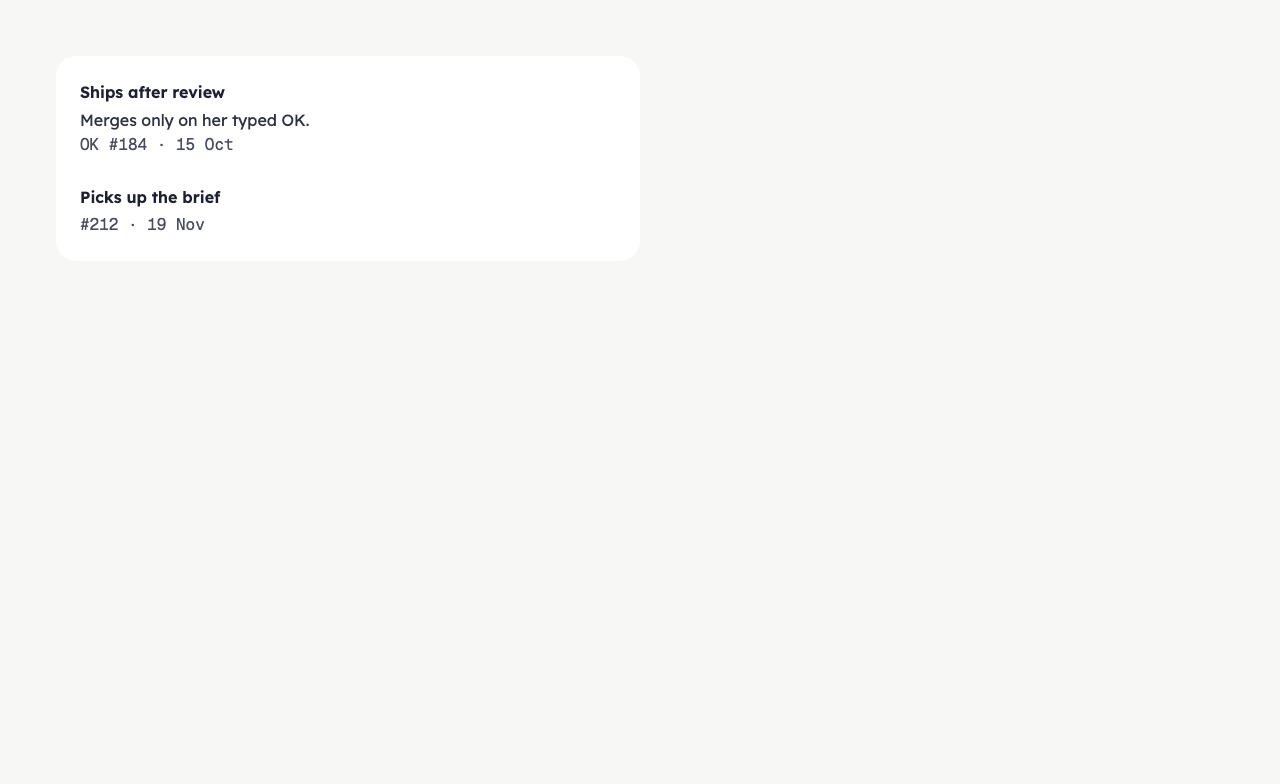 Ships after review
Merges only on her typed OK.
OK #184 · 15 Oct
Picks up the brief
#212 · 19 Nov